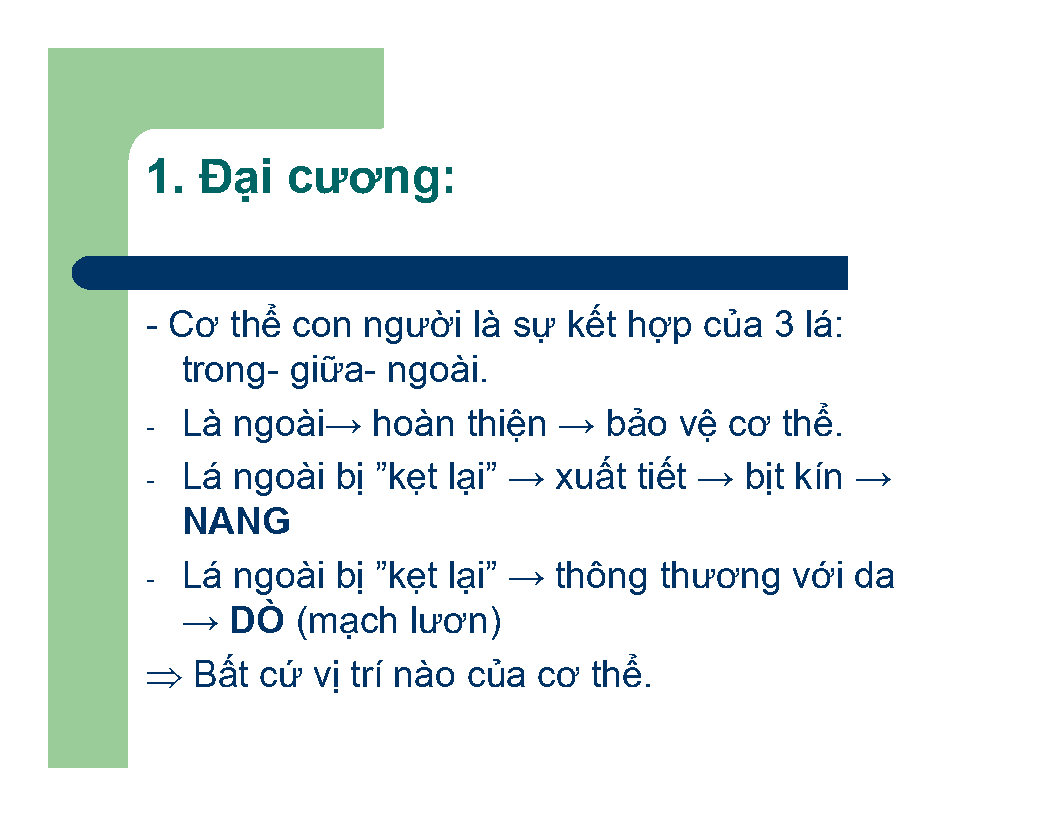 1. Đại cương:
- Cơ thể con người là sự kết hợp của 3 lá:
trong- giữa- ngoài.
- Là ngoài→ hoàn thiện → bảo vệ cơ thể.
- Lá ngoài bị ”kẹt lại” → xuất tiết → bịt kín →
NANG
- Lá ngoài bị ”kẹt lại” → thông thương với da
→ DÒ (mạch lươn)
⇒ Bất cứ vị trí nào của cơ thể.